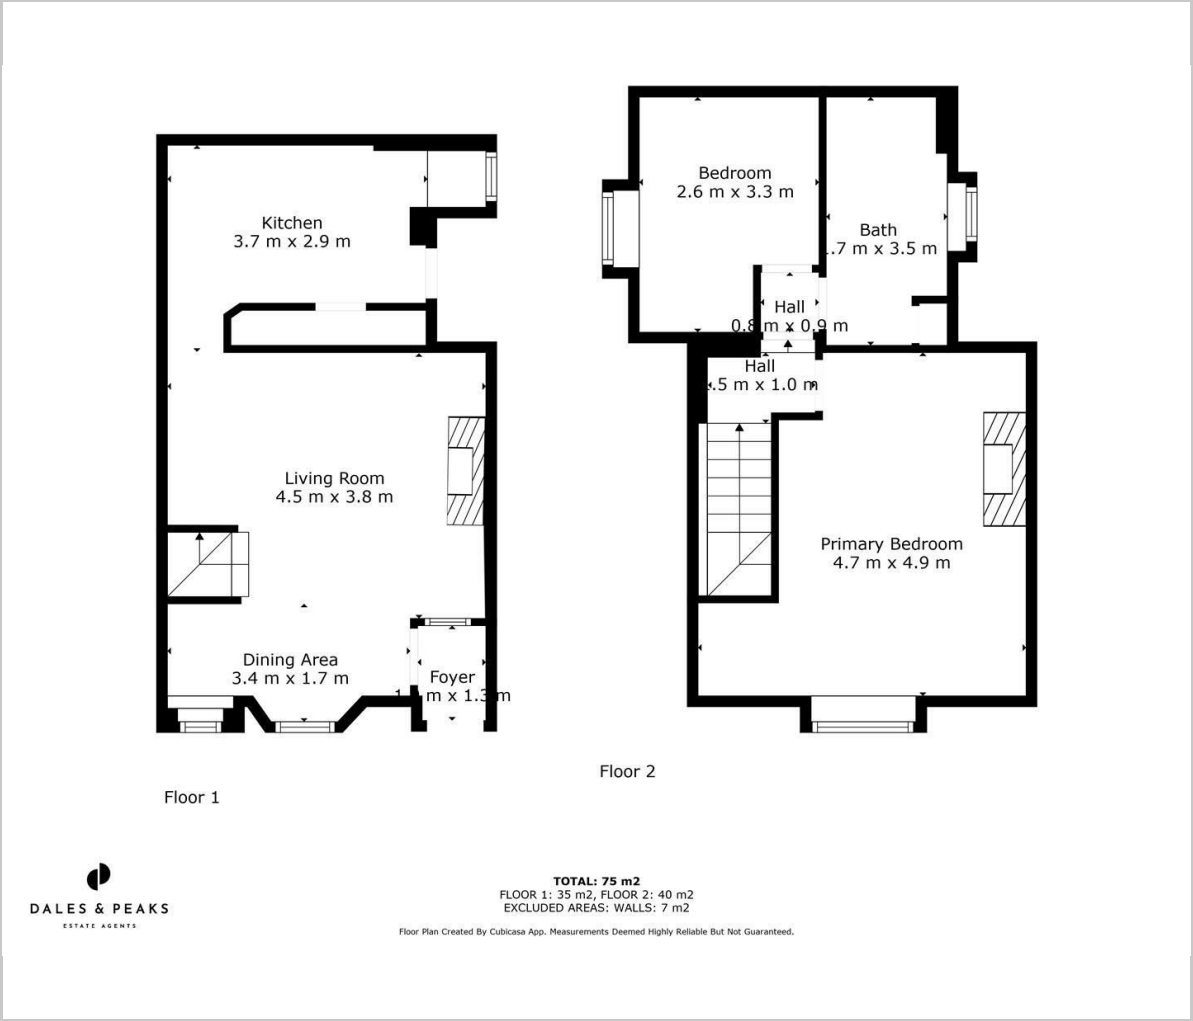 Bedroom
2.6 m x 3.3 m
Kitchen
3.7 m x 2.9 m
Bath
.7 m x 3.5 m
Hall
0.8 m x 0.9 m
Hall
.5 m x 1.0 m
Living Room
4.5 m x 3.8 m
Primary Bedroom
4.7 m x 4.9 m
Dining Area
3.4 m x 1.7 m
Foyer
m x 1.3 m
Floor 2
Floor 1
DALES & PEAKS
ESTATE AGENTS
TOTAL: 75 m2
FLOOR 1: 35 m2, FLOOR 2: 40 m2
EXCLUDED AREAS: WALLS: 7 m2
Floor Plan Created By Cubicasa App. Measurements Deemed Highly Reliable But Not Guaranteed.